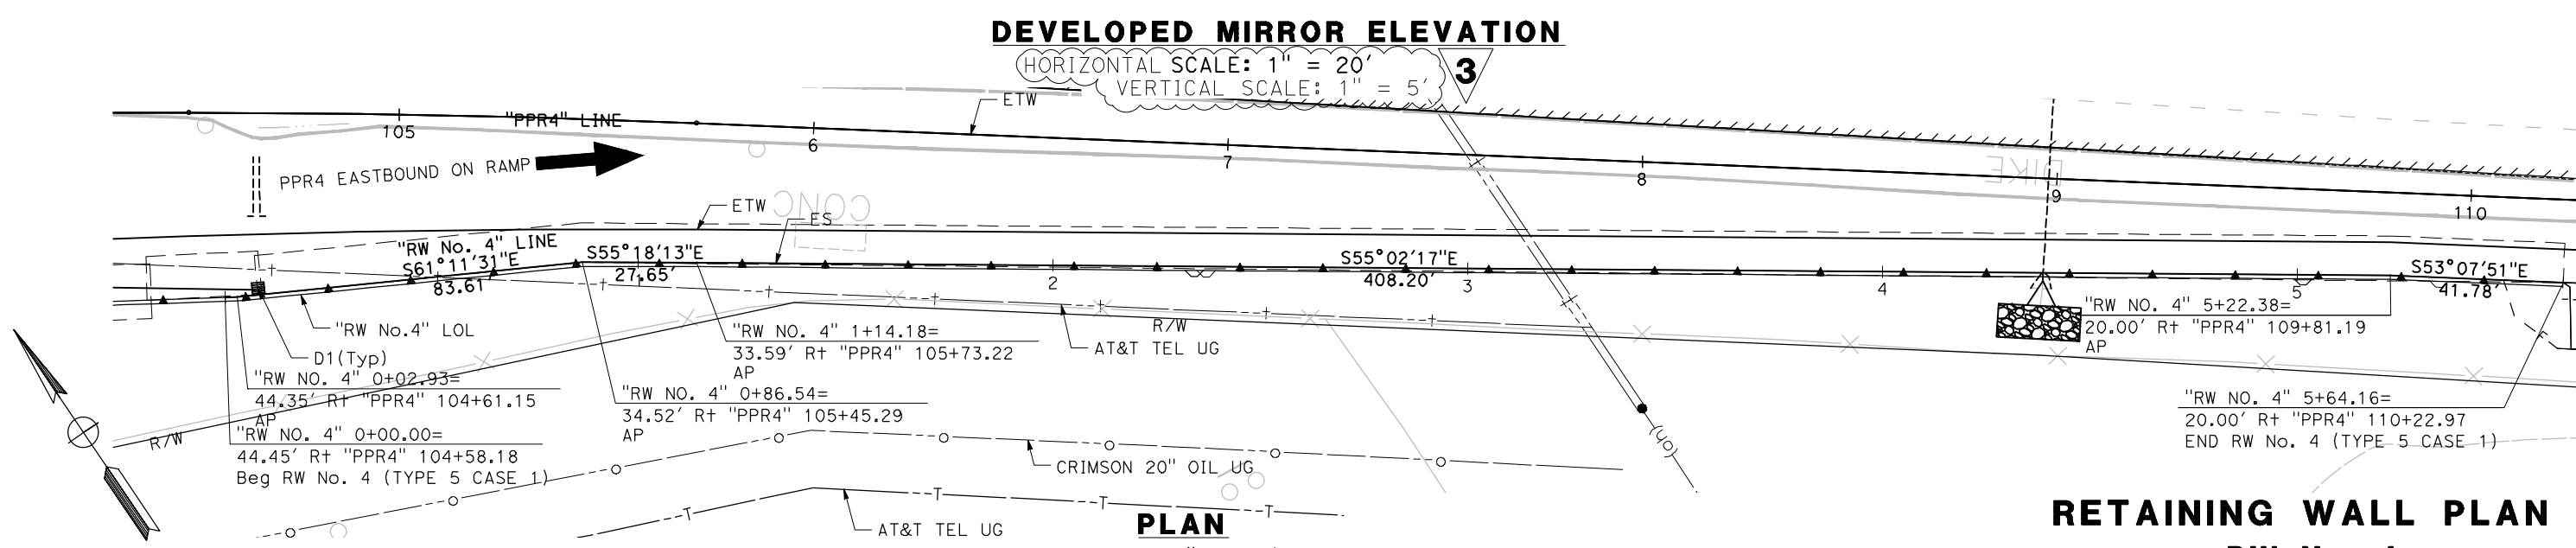 DEVELOPED MIRROR ELEVATION
HORIZONTAL SCALE: 1" = 20'
VERTICAL SCALE: 1" = 5'
3
ETW
"PPR4" LINE
105
6
7
8
9
110
PPR4 EASTBOUND ON RAMP
DIKE
CONC
ETW
ES
"RW No. 4" LINE
S61°11'31"E
83.61'
S55°18'13"E
27.65'
1
2
S55°02'17"E
408.20'
3
4
5
S53°07'51"E
41.78'
"RW No.4" LOL
D1(Typ)
"RW NO. 4" 0+02.93=
44.35' Rt "PPR4" 104+61.15
AP
"RW NO. 4" 0+00.00=
44.45' Rt "PPR4" 104+58.18
Beg RW No. 4 (TYPE 5 CASE 1)
R/W
"RW NO. 4" 1+14.18=
33.59' Rt "PPR4" 105+73.22
AP
"RW NO. 4" 0+86.54=
34.52' Rt "PPR4" 105+45.29
AP
R/W
AT&T TEL UG
"RW NO. 4" 5+22.38=
20.00' Rt "PPR4" 109+81.19
AP
"RW NO. 4" 5+64.16=
20.00' Rt "PPR4" 110+22.97
END RW No. 4 (TYPE 5 CASE 1)
CRIMSON 20" OIL UG
T
T
T
AT&T TEL UG
PLAN
RETAINING WALL PLAN